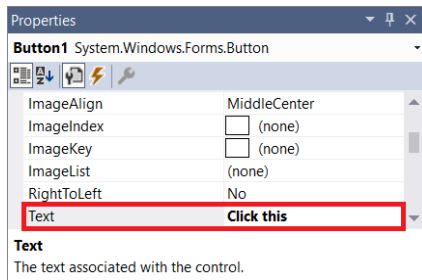 Properties
Button1 System.Windows.Forms.Button
ImageAlign MiddleCenter
ImageIndex (none)
ImageKey (none)
ImageList (none)
RightToLeft No
Text Click this
Text
The text associated with the control.